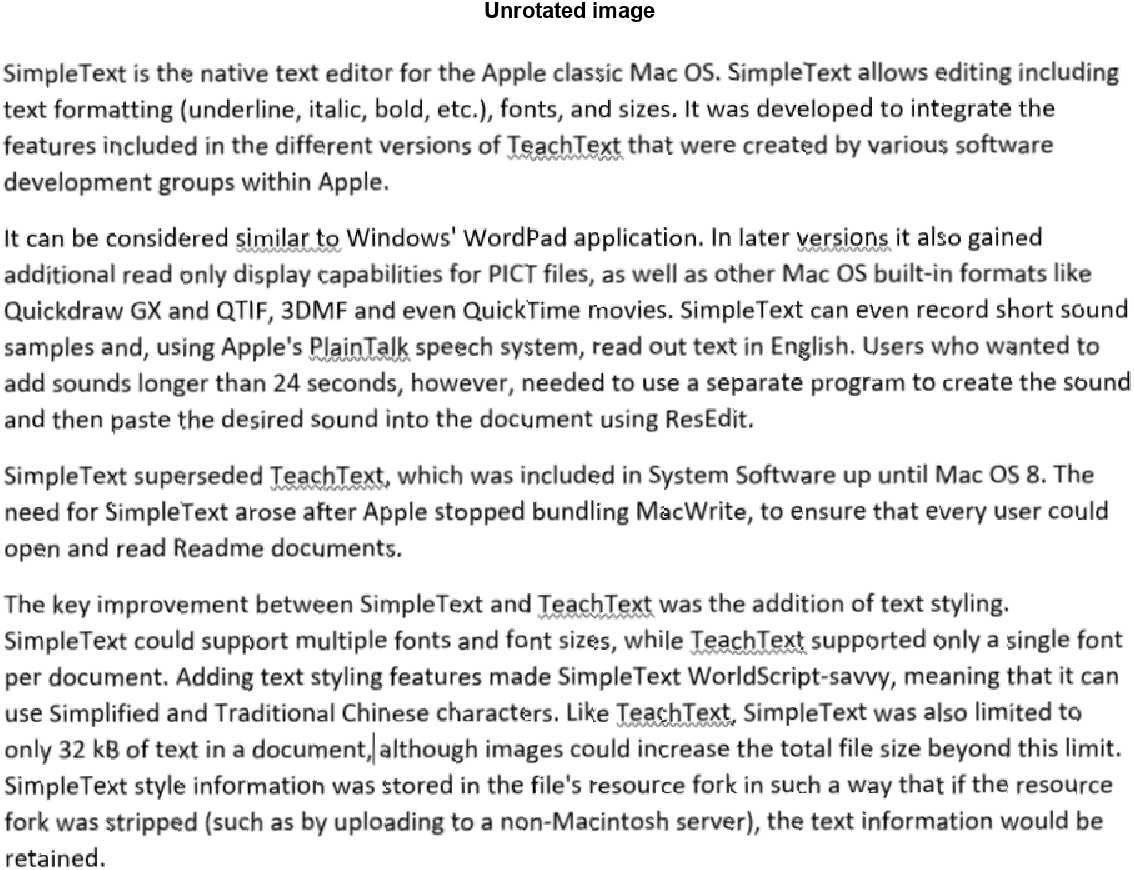 Unrotated image
SimpleText is the native text editor for the Apple classic Mac OS. SimpleText allows editing including
text formatting (underline, italic, bold, etc.), fonts, and sizes. It was developed to integrate the
features included in the different versions of TeachText that were created by various software
development groups within Apple.
It can be considered similar to Windows' WordPad application. In later versions it also gained
additional read only display capabilities for PICT files, as well as other Mac OS built-in formats like
Quickdraw GX and QTIF, 3DMF and even QuickTime movies. SimpleText can even record short sound
samples and, using Apple's PlainTalk speech system, read out text in English. Users who wanted to
add sounds longer than 24 seconds, however, needed to use a separate program to create the sound
and then paste the desired sound into the document using ResEdit.
SimpleText superseded TeachText, which was included in System Software up until Mac OS 8. The
need for SimpleText arose after Apple stopped bundling MacWrite, to ensure that every user could
open and read Readme documents.
The key improvement between SimpleText and TeachText was the addition of text styling.
SimpleText could support multiple fonts and font sizes, while TeachText supported only a single font
per document. Adding text styling features made SimpleText WorldScript-savvy, meaning that it can
use Simplified and Traditional Chinese characters. Like TeachText, SimpleText was also limited to
only 32 kB of text in a document, although images could increase the total file size beyond this limit.
SimpleText style information was stored in the file's resource fork in such a way that if the resource
fork was stripped (such as by uploading to a non-Macintosh server), the text information would be
retained.